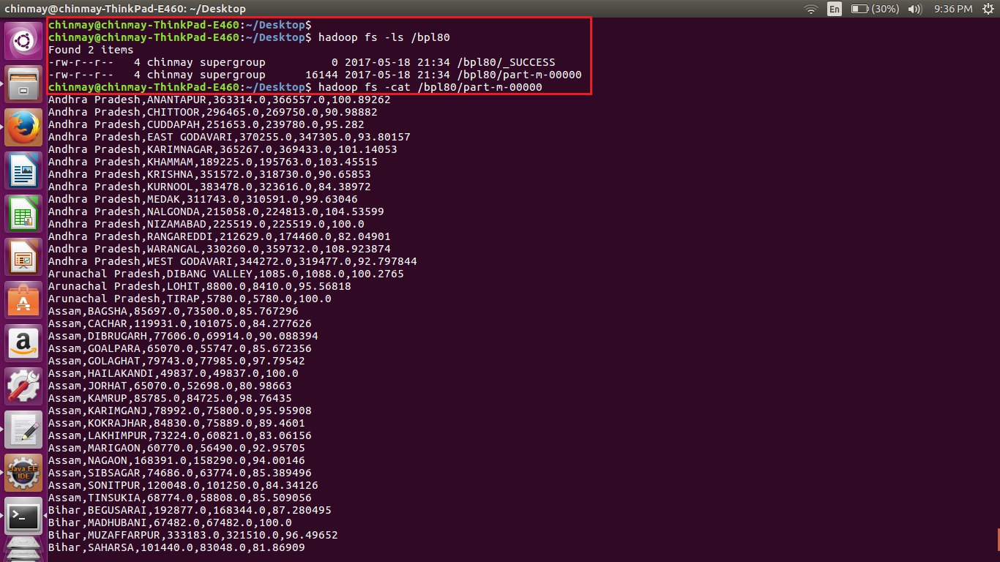 chinmay@chinmay-ThinkPad-E460: ~/Desktop
En
(30%)
9:36 PM
chinmay@chinmay-ThinkPad-E460:~/Desktop$
chinmay@chinmay-ThinkPad-E460:~/Desktop$ hadoop fs -ls /bpl80
Found 2 items
-rw-r--r--   4 chinmay supergroup          0 2017-05-18 21:34 /bpl80/_SUCCESS
-rw-r--r--   4 chinmay supergroup      16144 2017-05-18 21:34 /bpl80/part-m-00000
chinmay@chinmay-ThinkPad-E460:~/Desktop$ hadoop fs -cat /bpl80/part-m-00000
Andhra Pradesh,ANANTAPUR,363314.0,366557.0,100.89262
Andhra Pradesh,CHITTOOR,296465.0,269750.0,90.98882
Andhra Pradesh,CUDDAPAH,251653.0,239780.0,95.282
Andhra Pradesh,EAST GODAVARI,370255.0,347305.0,93.80157
Andhra Pradesh,KARIMNAGAR,365267.0,369433.0,101.14053
Andhra Pradesh,KHAMMAM,189225.0,195763.0,103.45515
Andhra Pradesh,KRISHNA,351572.0,318730.0,90.65853
Andhra Pradesh,KURNOOL,383478.0,323616.0,84.38972
Andhra Pradesh,MEDAK,311743.0,310591.0,99.63046
Andhra Pradesh,NALGONDA,215058.0,224813.0,104.53599
Andhra Pradesh,NIZAMABAD,225519.0,225519.0,100.0
Andhra Pradesh,RANGAREDDI,212629.0,174460.0,82.04901
Andhra Pradesh,WARANGAL,330260.0,359732.0,108.923874
Andhra Pradesh,WEST GODAVARI,344272.0,319477.0,92.797844
Arunachal Pradesh,DIBANG VALLEY,1085.0,1088.0,100.2765
Arunachal Pradesh,LOHIT,8800.0,8410.0,95.56818
Arunachal Pradesh,TIRAP,5780.0,5780.0,100.0
Assam,BAGSHA,85697.0,73500.0,85.767296
Assam,CACHAR,119931.0,101075.0,84.277626
Assam,DIBRUGARH,77606.0,69914.0,90.088394
Assam,GOALPARA,65070.0,55747.0,85.672356
Assam,GOLAGHAT,79743.0,77985.0,97.79542
Assam,HAILAKANDI,49837.0,49837.0,100.0
Assam,JORHAT,65070.0,52698.0,80.98663
Assam,KAMRUP,85785.0,84725.0,98.76435
Assam,KARIMGANJ,78992.0,75800.0,95.95908
Assam,KOKRAJHAR,84830.0,75889.0,89.4601
Assam,LAKHIMPUR,73224.0,60821.0,83.06156
Assam,MARIGAON,60770.0,56490.0,92.95705
Assam,NAGAON,168391.0,158290.0,94.00146
Assam,SIBSAGAR,74686.0,63774.0,85.389496
Assam,SONITPUR,120048.0,101250.0,84.34126
Assam,TINSUKIA,68774.0,58808.0,85.509056
Bihar,BEGUSARAI,192877.0,168344.0,87.280495
Bihar,MADHUBANI,67482.0,67482.0,100.0
Bihar,MUZAFFARPUR,333183.0,321510.0,96.49652
Bihar,SAHARSA,101440.0,83048.0,81.86909
Java EE
IDE